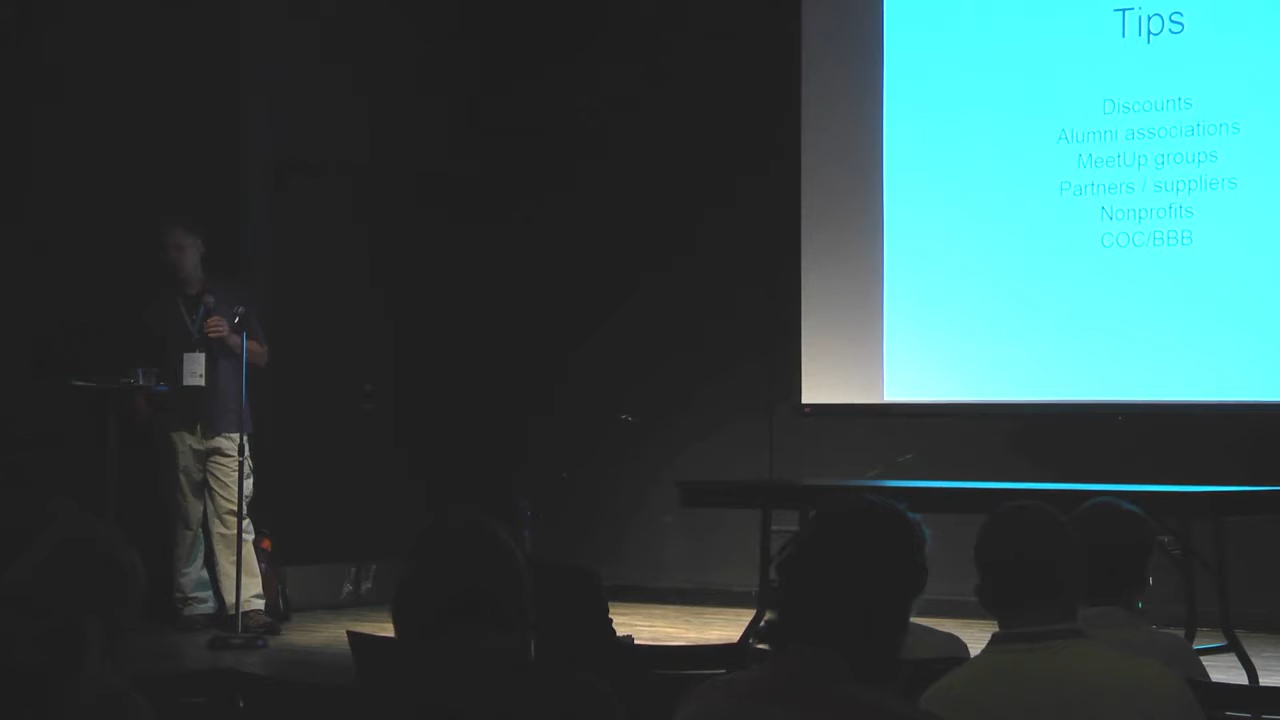 Tips
Discounts
Alumni associations
MeetUp groups
Partners / suppliers
Nonprofits
COC/BBB